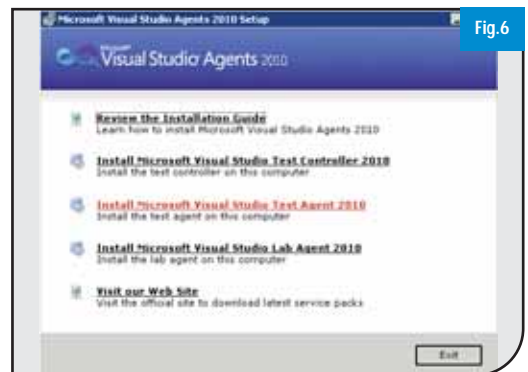 Microsoft Visual Studio Agents 2010 Setup
Fig.6
Microsoft
Visual Studio Agents 2010
Review the Installation Guide
Learn how to install Microsoft Visual Studio Agents 2010
Install Microsoft Visual Studio Test Controller 2010
Install the test controller on this computer
Install Microsoft Visual Studio Test Agent 2010
Install the test agent on this computer
Install Microsoft Visual Studio Lab Agent 2010
Install the lab agent on this computer
Visit our Web Site
Visit the official site to download latest service packs
Exit